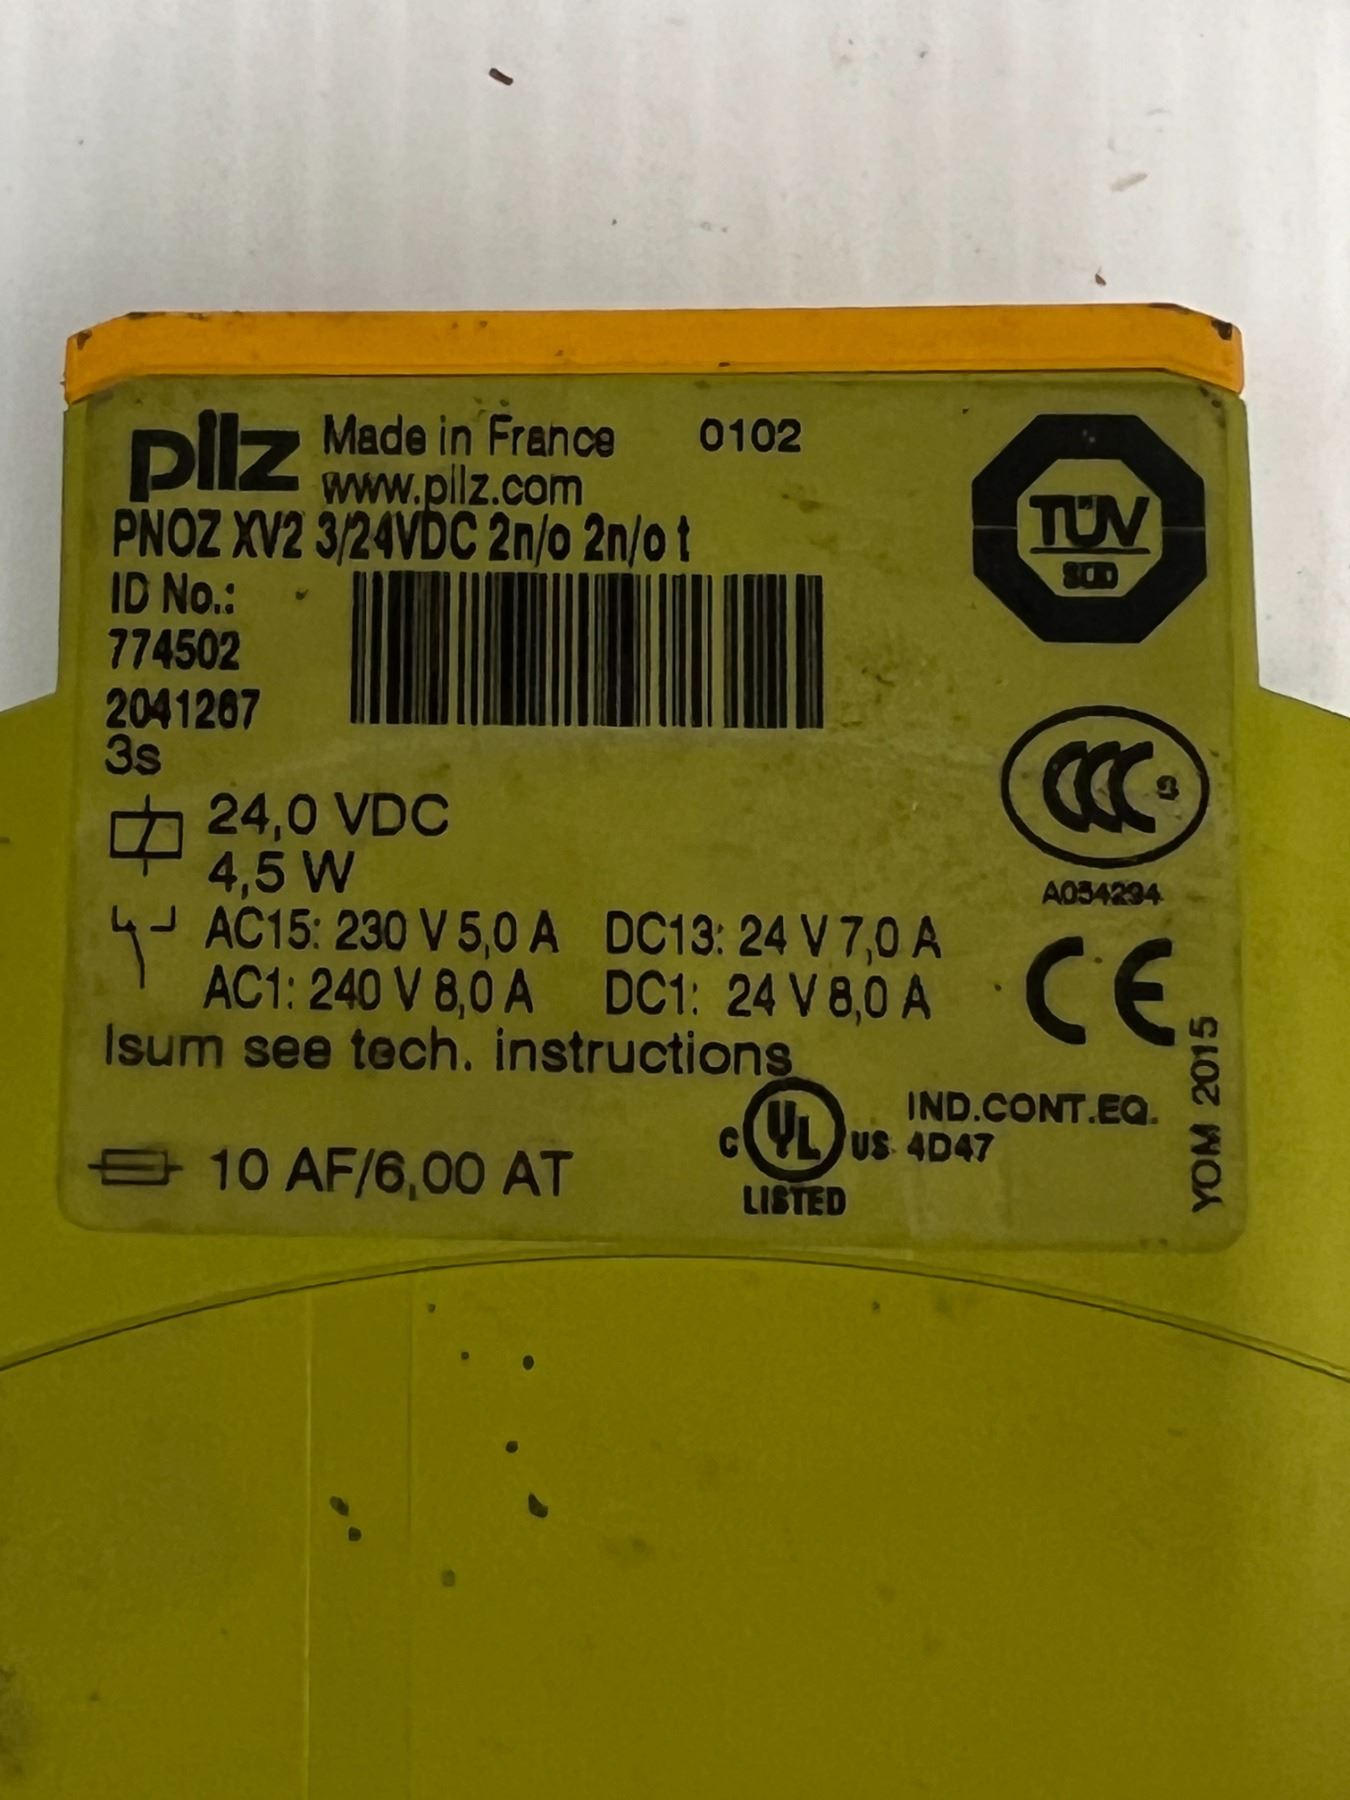 pilz Made in France 0102
www.pilz.com
PNOZ XV2 3/24VDC 2n/o 2n/o t
ID No.:
774502
2041267
3s
24,0 VDC
4,5 W
AC15: 230 V 5,0 A DC13: 24 V 7,0 A
AC1: 240 V 8,0 A DC1: 24 V 8,0 A
Isum see tech. instructions
10 AF/6,00 AT
TÜV
SÜD
CCC S
A054294
CE
YOM 2015
C UL US
LISTED
IND.CONT.EQ.
4D47